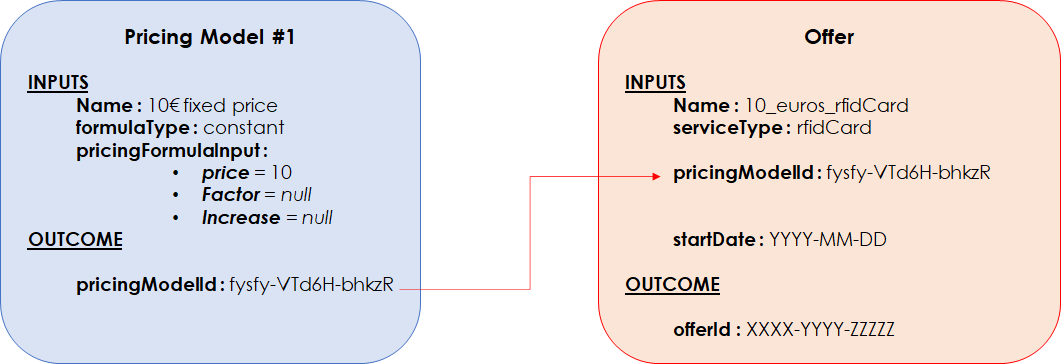 Pricing Model #1
INPUTS
Name : 10€ fixed price
formulaType : constant
pricingFormulaInput :
• price = 10
• Factor = null
• Increase = null
OUTCOME
pricingModelId : fysfy-VTd6H-bhkzR
Offer
INPUTS
Name : 10_euros_rfidCard
serviceType : rfidCard
pricingModelId : fysfy-VTd6H-bhkzR
startDate : YYYY-MM-DD
OUTCOME
offerId : XXXX-YYYY-ZZZZZ